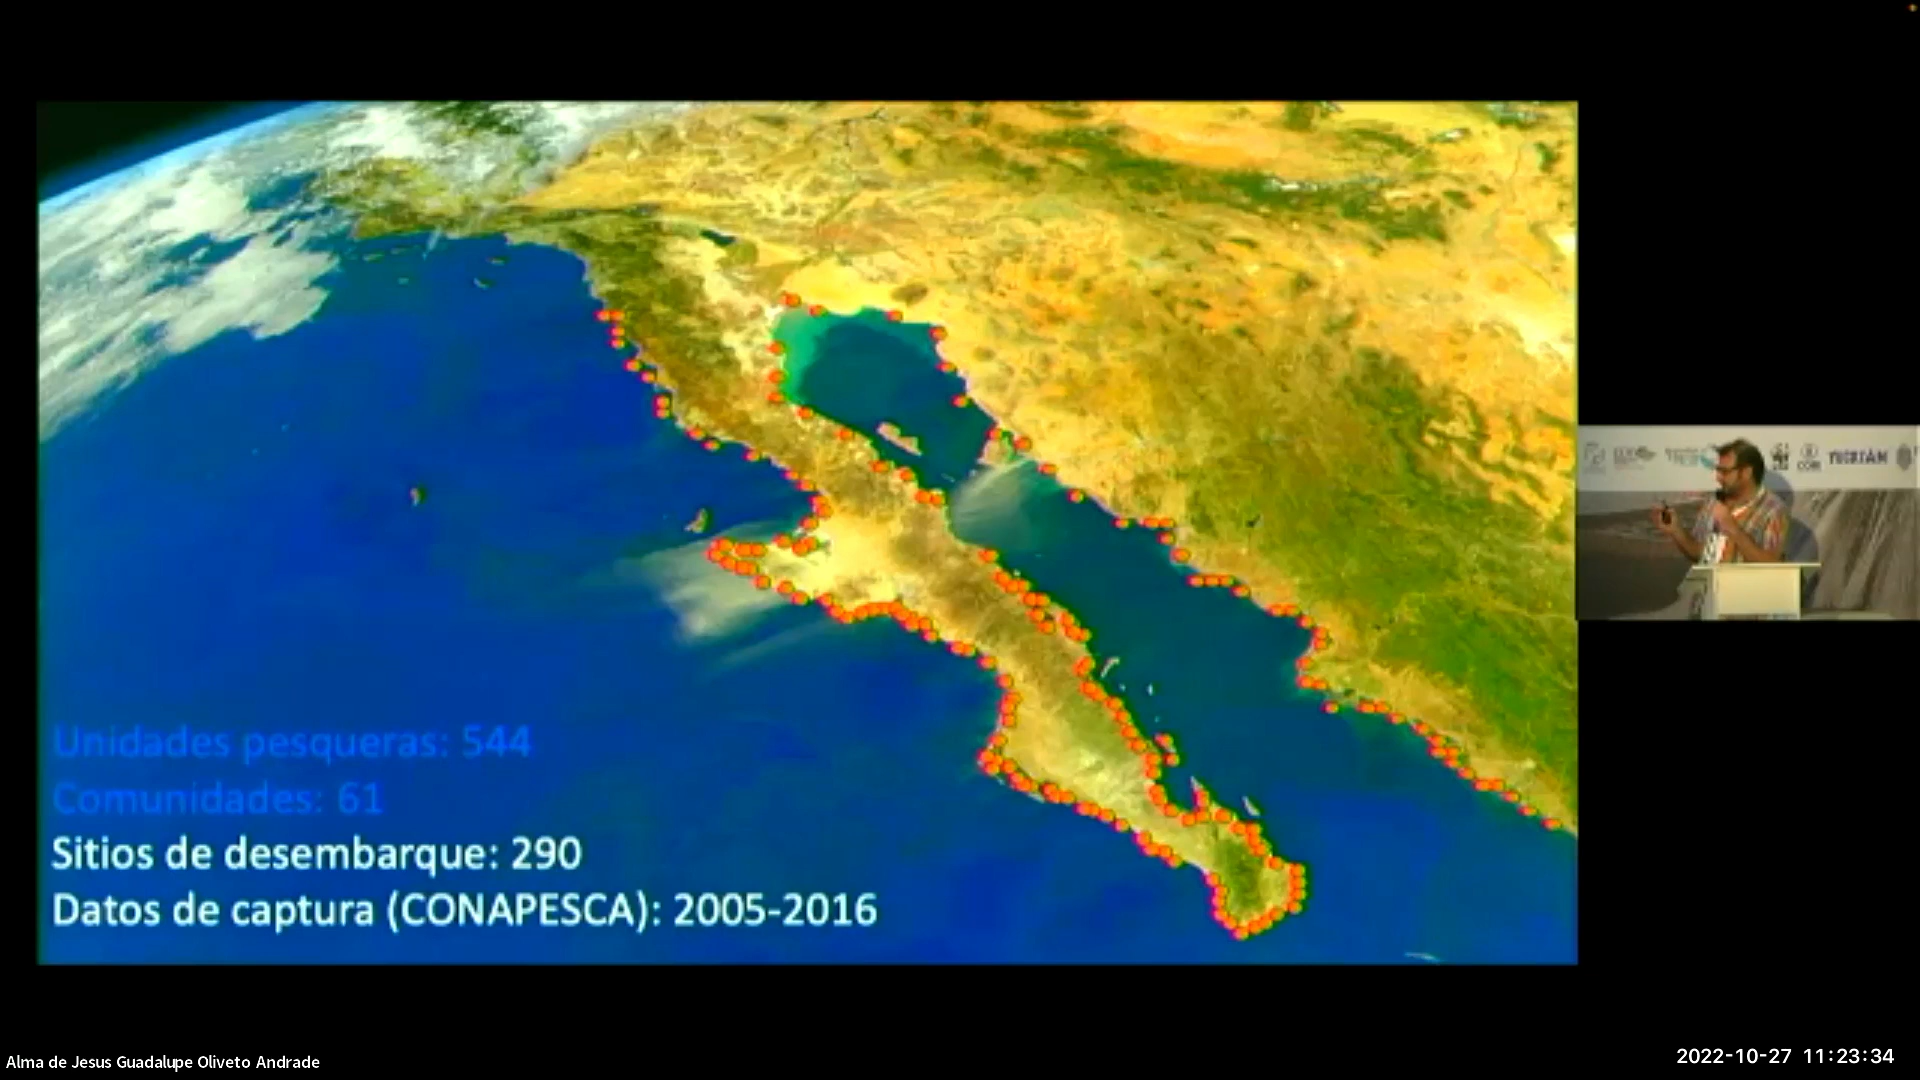 Unidades pesqueras: 544
Comunidades: 61
Sitios de desembarque: 290
Datos de captura (CONAPESCA): 2005-2016
Alma de Jesus Guadalupe Oliveto Andrade
2022-10-27 11:23:34